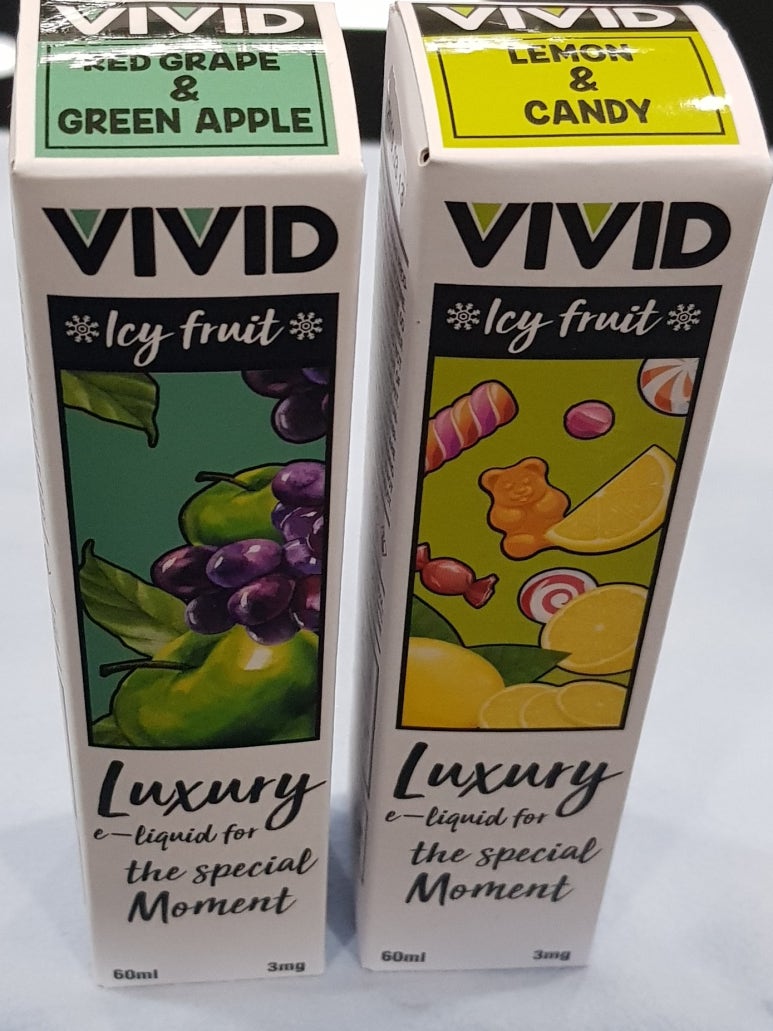 VIVID
RED GRAPE
&
GREEN APPLE
VIVID
Icy fruit
Luxury
e-liquid for
the special
Moment
60ml 3mg
VIVID
LEMON
&
CANDY
VIVID
Icy fruit
Luxury
e-liquid for
the special
Moment
60ml 3mg